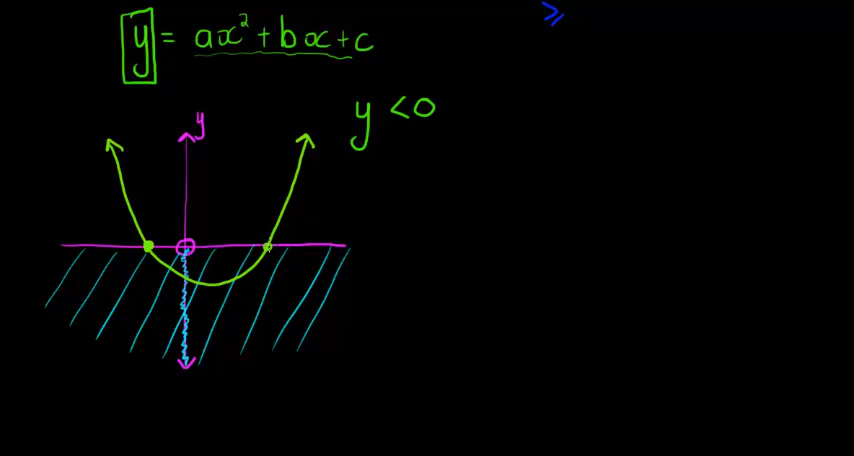 y = ax² + bx + c
≥
y < 0
y